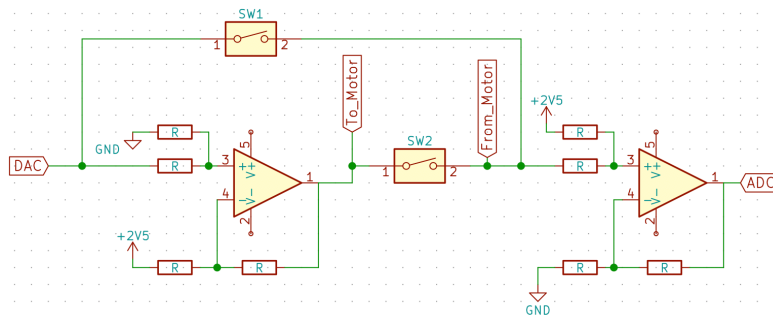 SW1
1 2
To_Motor
From_Motor
+2V5
R
GND
R
5
V+
SW2
1 2
R
5
V+
DAC
R
3
+
1
R
3
+
1
ADC
4
-
V-
2
4
-
V-
2
+2V5
R
R
R
R
GND